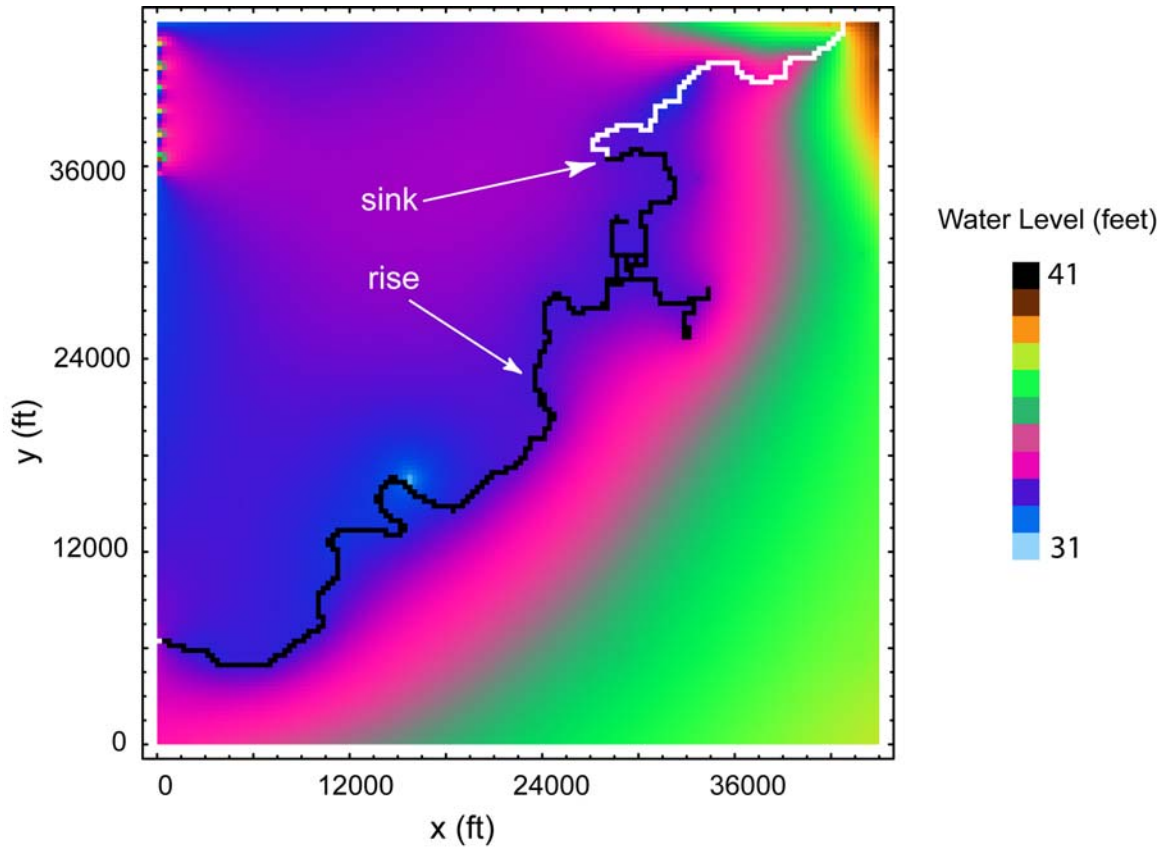 36000
24000
12000
0
y (ft)
sink
rise
0 12000 24000 36000
x (ft)
Water Level (feet)
41
31